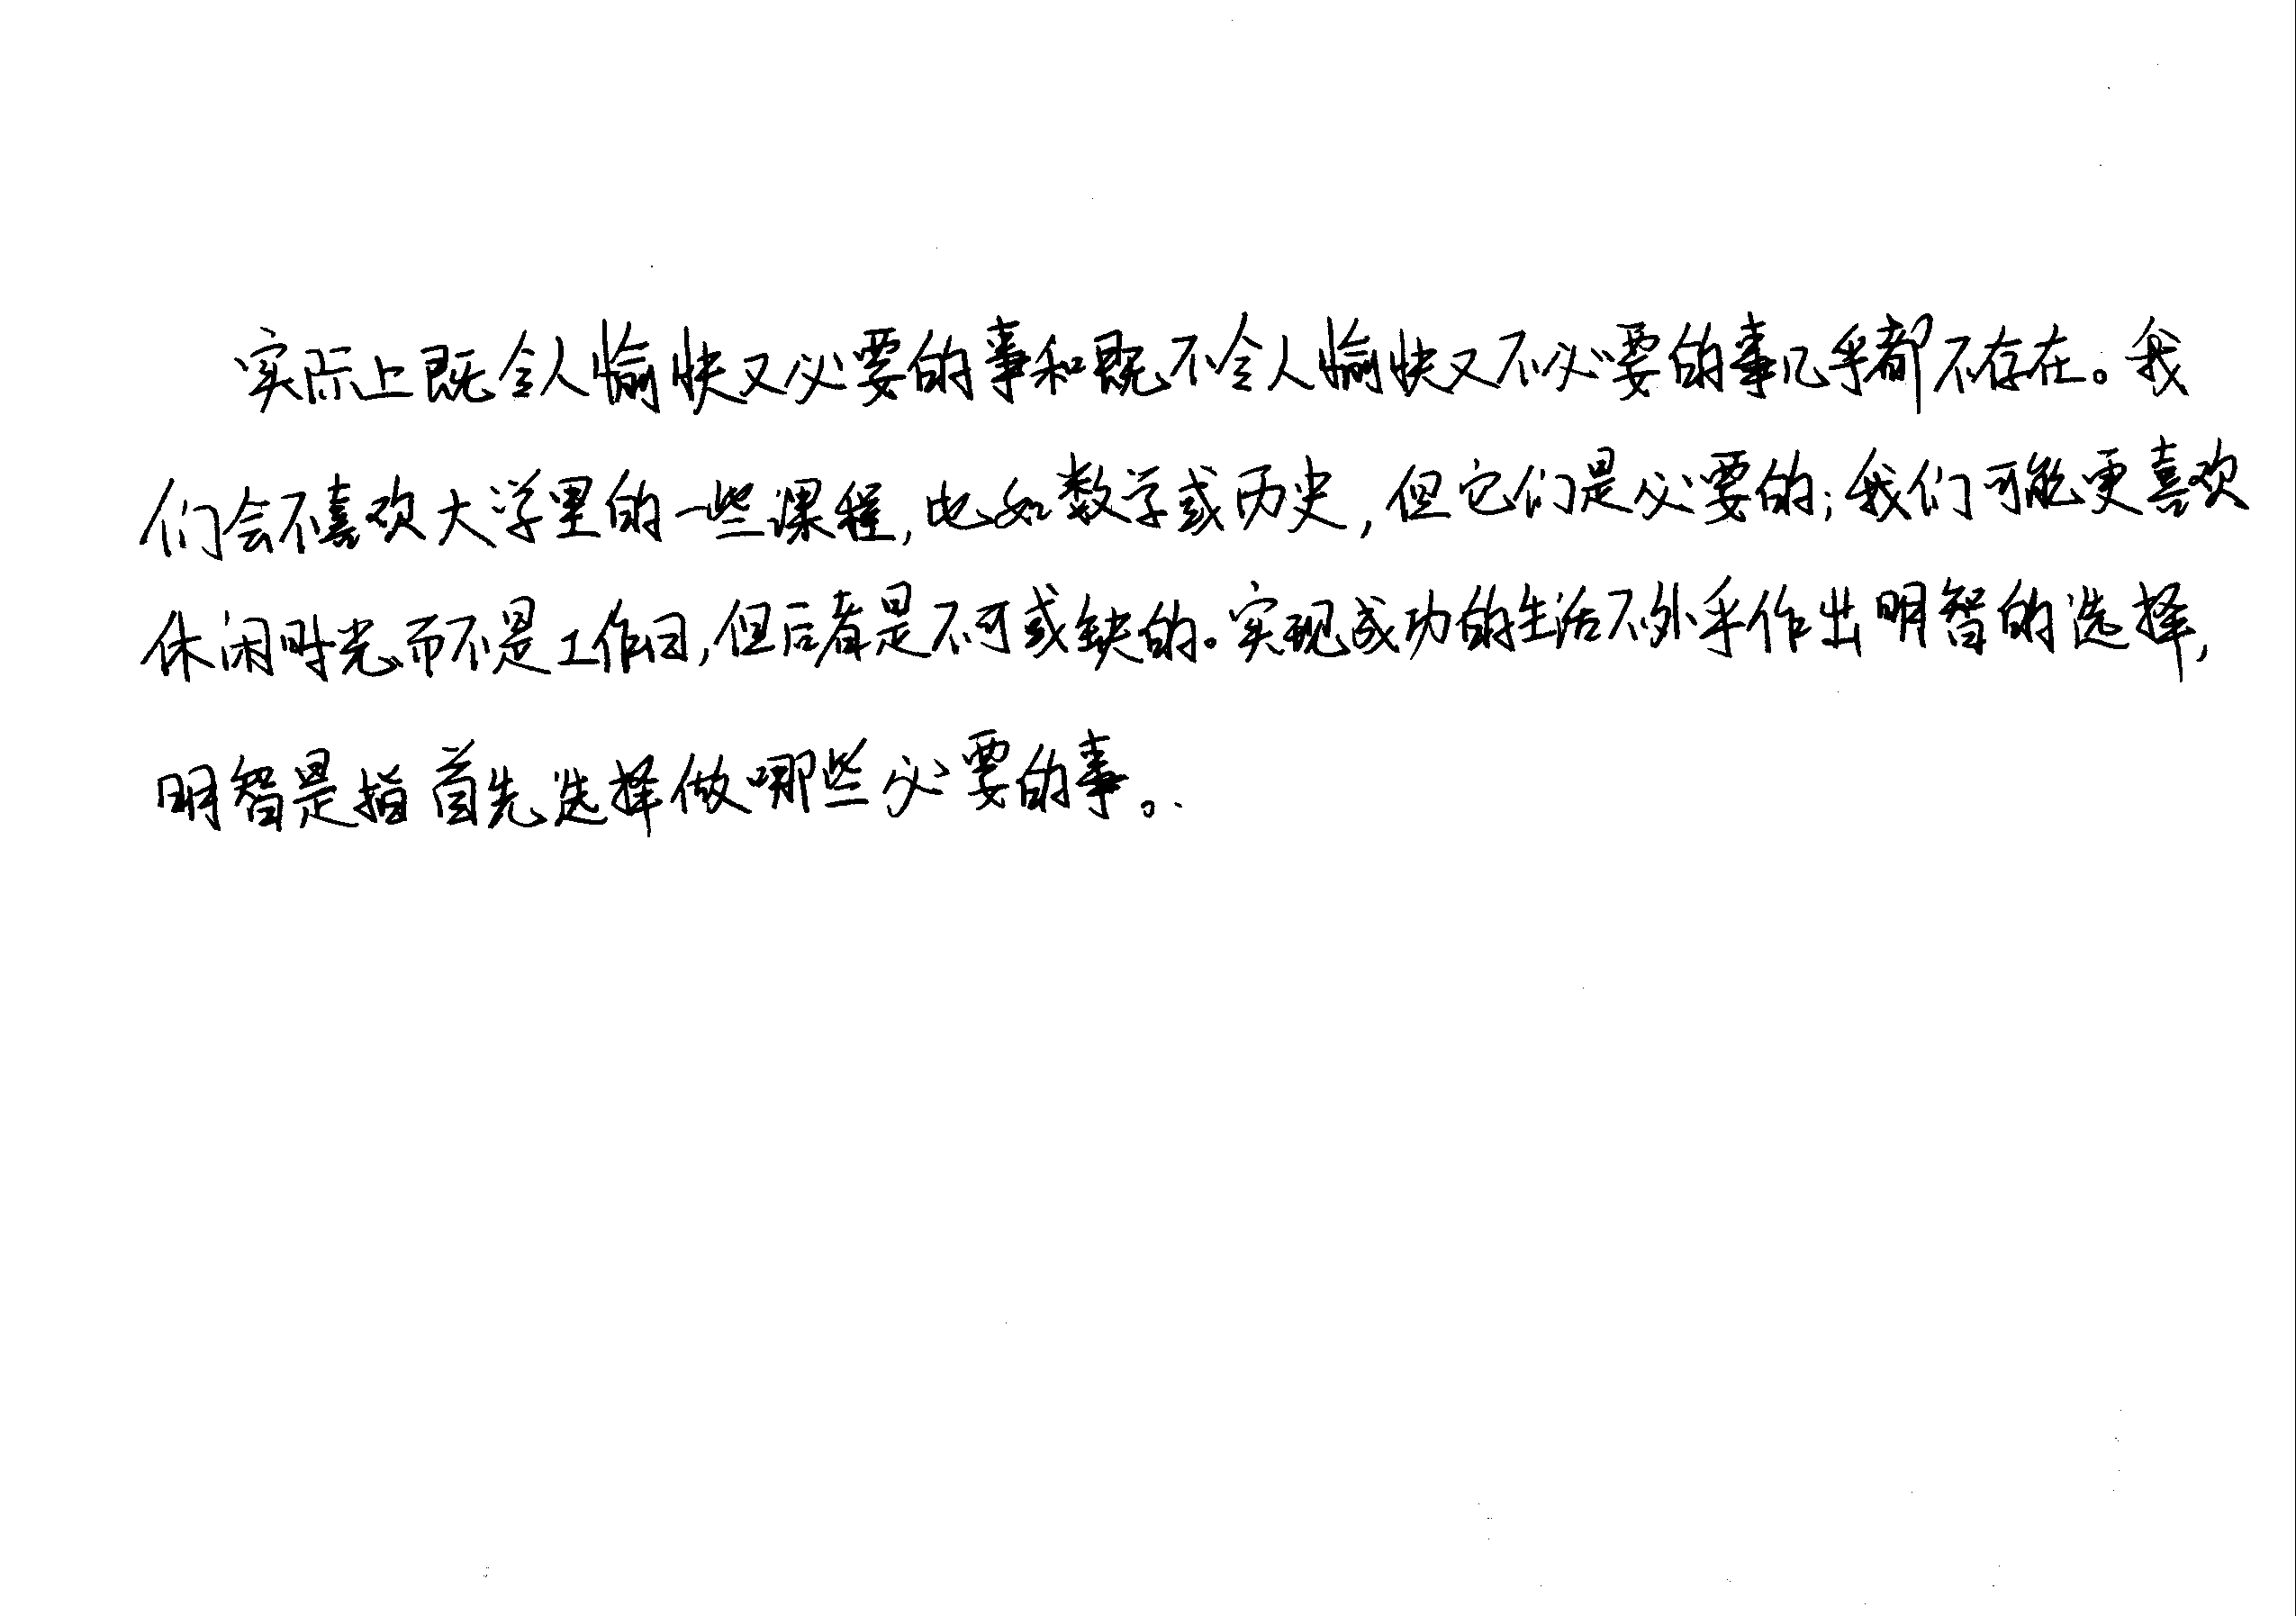 实际上既令人愉快又必要的事和既不令人愉快又不必要的事几乎都不存在。我
们会不喜欢大学里的一些课程,比如数学或历史,但它们是必要的;我们可能更喜欢
休闲时光而不是工作日,但后者是不可或缺的。实现成功的生活不外乎作出明智的选择,
明智是指首先选择做哪些必要的事。